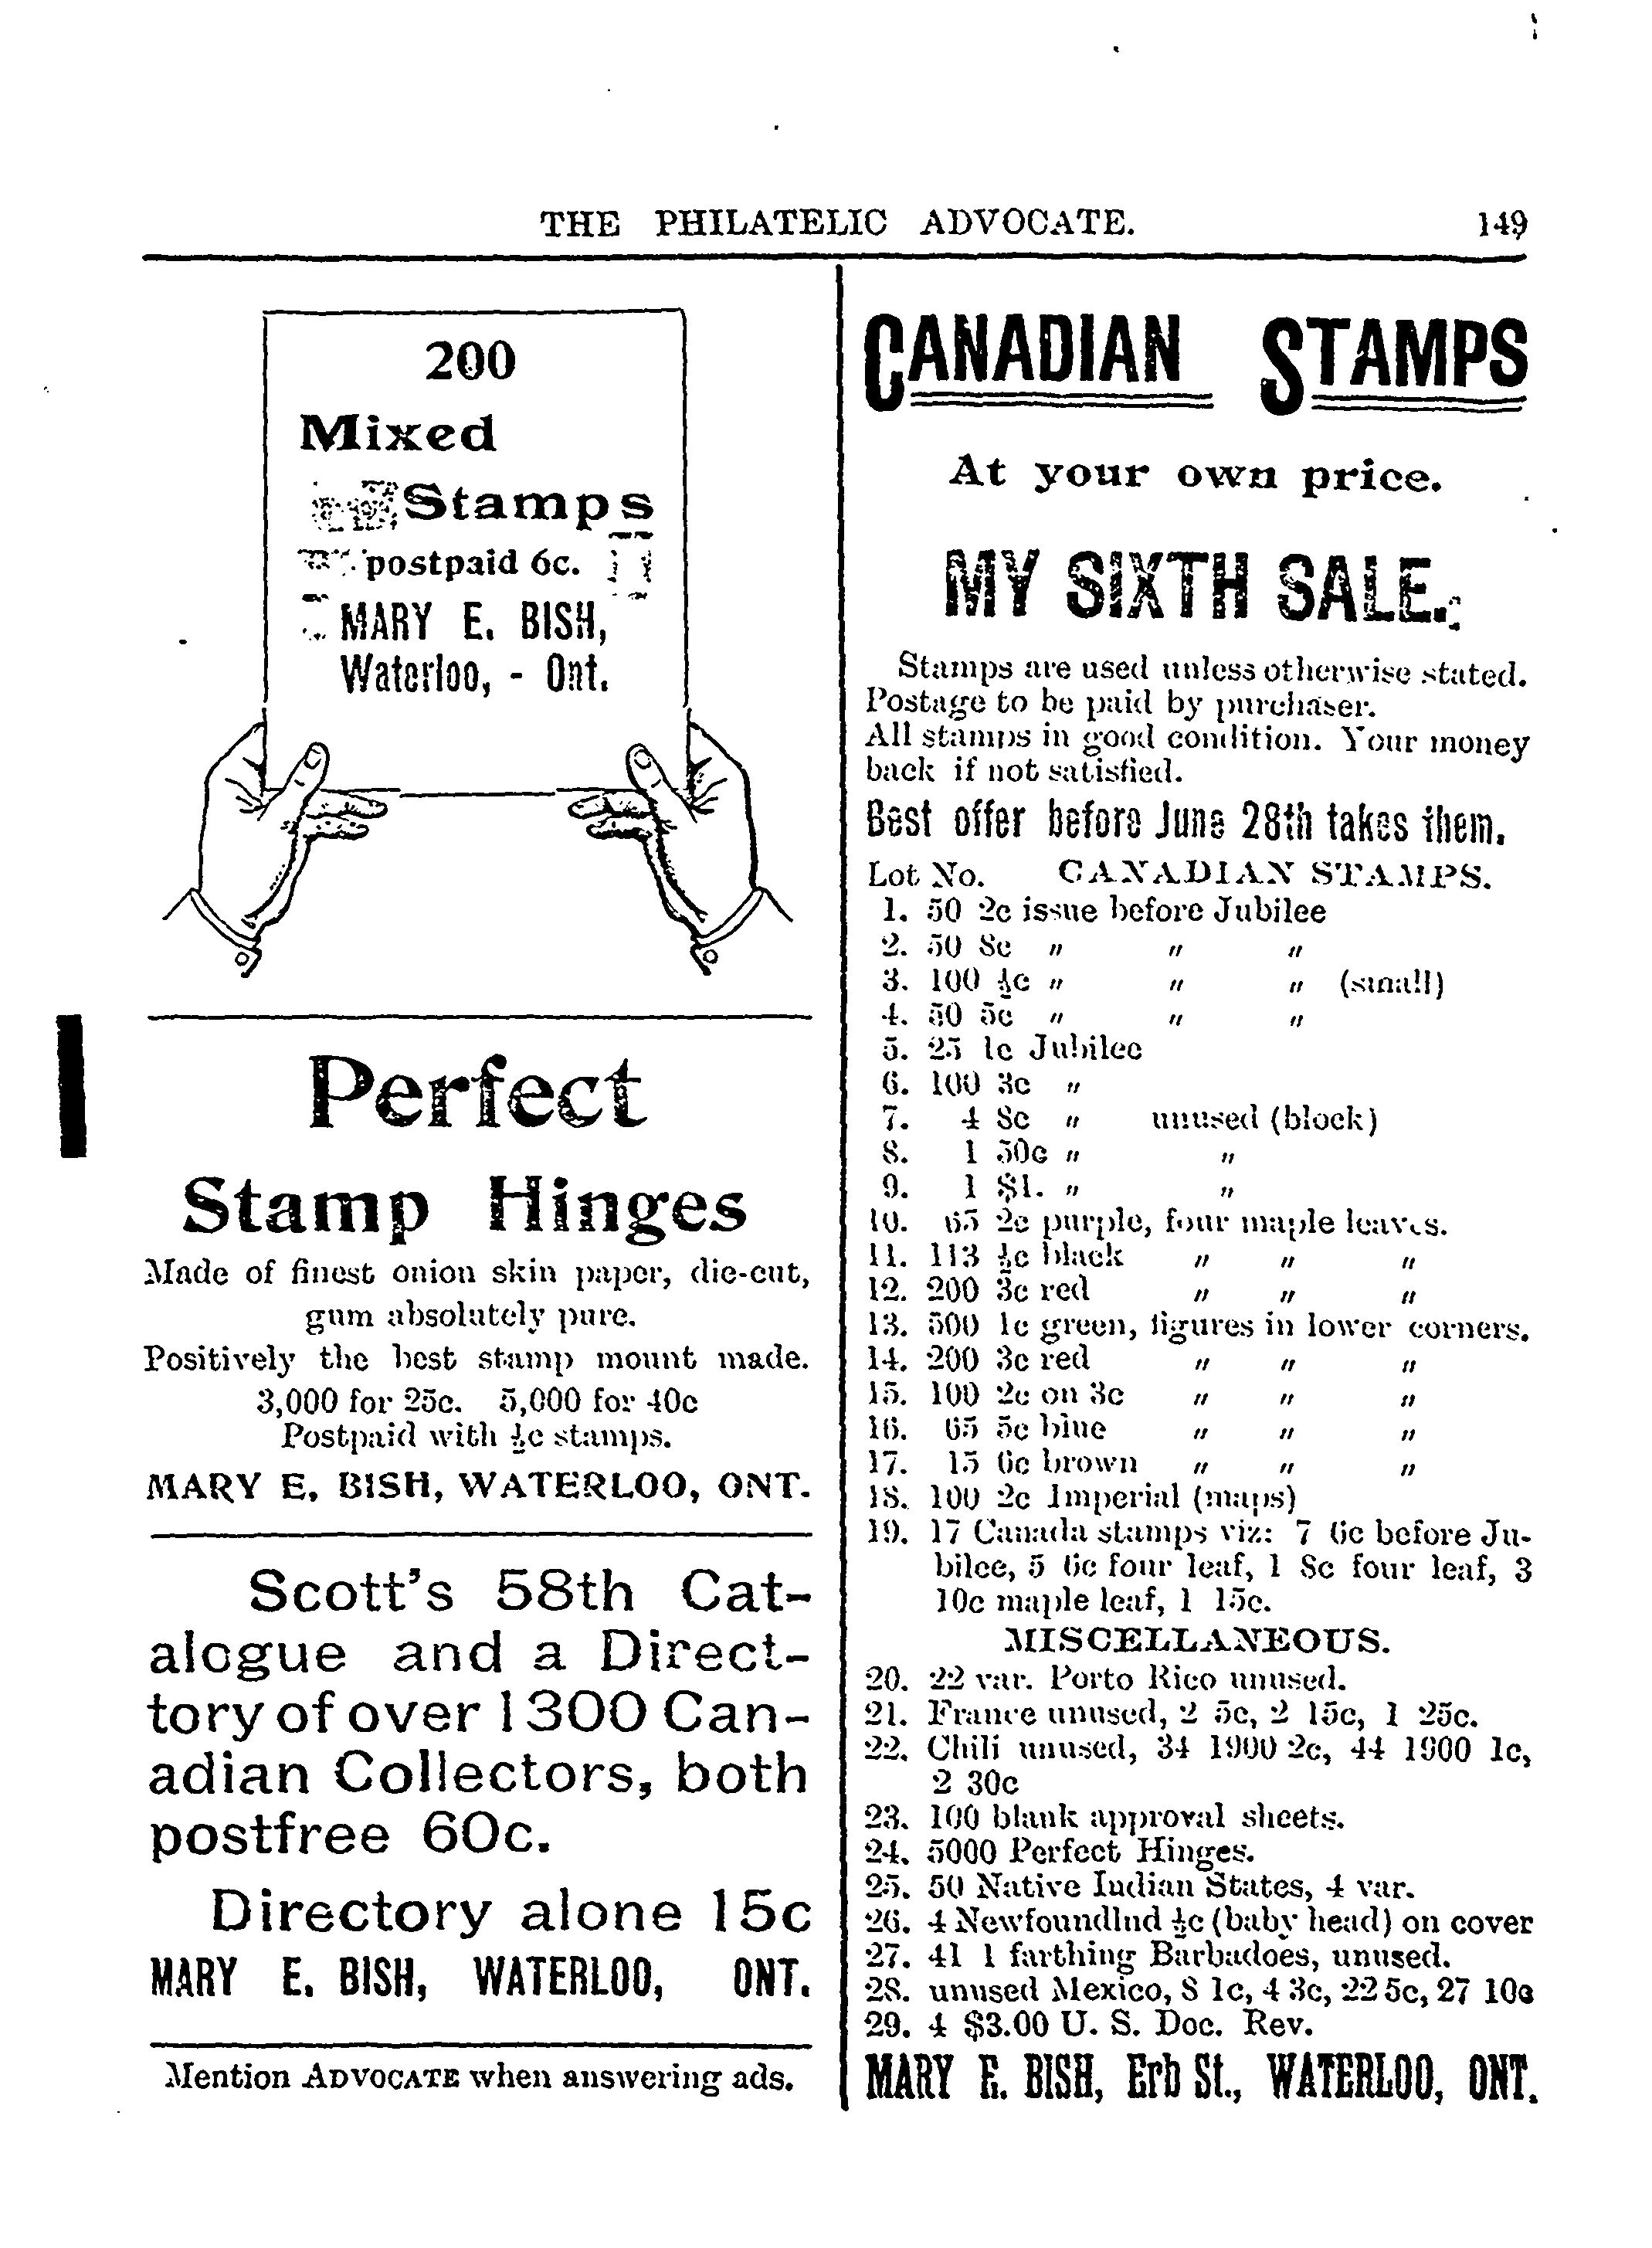 THE PHILATELIC ADVOCATE. 149
200
Mixed
Stamps
postpaid 6c.
MARY E. BISH,
Waterloo, - Ont.
Perfect
Stamp Hinges
Made of finest onion skin paper, die-cut,
gum absolutely pure.
Positively the best stamp mount made.
3,000 for 25c. 5,000 for 40c
Postpaid with ½c stamps.
MARY E. BISH, WATERLOO, ONT.
Scott's 58th Cat-
alogue and a Direct-
tory of over 1300 Can-
adian Collectors, both
postfree 60c.
Directory alone 15c
MARY E. BISH, WATERLOO, ONT.
Mention ADVOCATE when answering ads.
CANADIAN STAMPS
At your own price.
MY SIXTH SALE.
Stamps are used unless otherwise stated.
Postage to be paid by purchaser.
All stamps in good condition. Your money
back if not satisfied.
Best offer before June 28th takes them.
Lot No. CANADIAN STAMPS.
1. 50 2c issue before Jubilee
2. 50 8c " " "
3. 100 ½c " " " (small)
4. 50 5c " " "
5. 25 1c Jubilee
6. 100 3c "
7. 4 8c " unused (block)
8. 1 50c " "
9. 1 $1. " "
10. 65 2c purple, four maple leaves.
11. 113 ½c black " " "
12. 200 3c red " " "
13. 500 1c green, figures in lower corners.
14. 200 3c red " " "
15. 100 2c on 3c " " "
16. 65 5c blue " " "
17. 15 6c brown " " "
18. 100 2c Imperial (maps)
19. 17 Canada stamps viz: 7 6c before Ju-
bilee, 5 6c four leaf, 1 8c four leaf, 3
10c maple leaf, 1 15c.
MISCELLANEOUS.
20. 22 var. Porto Rico unused.
21. France unused, 2 5c, 2 15c, 1 25c.
22. Chili unused, 34 1900 2c, 44 1900 1c,
2 30c
23. 100 blank approval sheets.
24. 5000 Perfect Hinges.
25. 50 Native Indian States, 4 var.
26. 4 Newfoundlnd ½c (baby head) on cover
27. 41 1 farthing Barbadoes, unused.
28. unused Mexico, 8 1c, 4 3c, 22 5c, 27 10c
29. 4 $3.00 U. S. Doc. Rev.
MARY E. BISH, Erb St., WATERLOO, ONT.